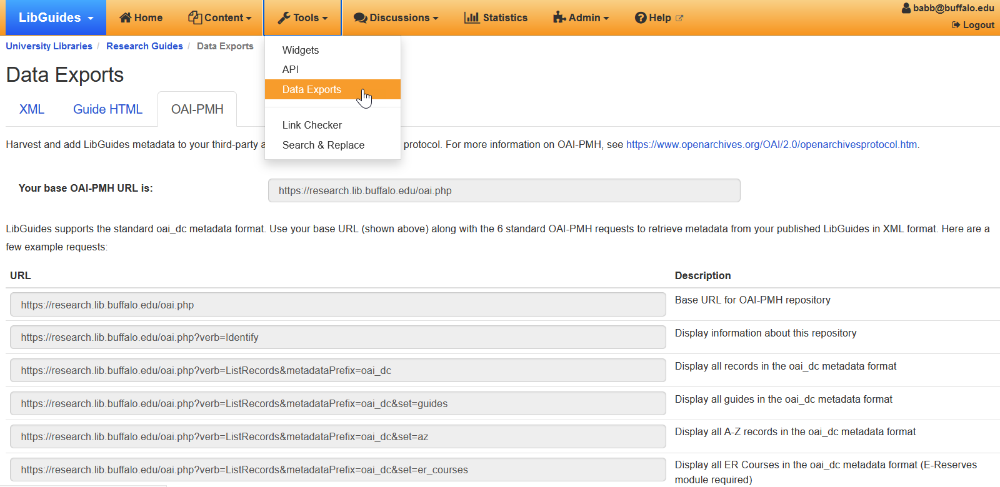 LibGuides
Home
Content
Tools
Discussions
Statistics
Admin
Help
babb@buffalo.edu
Logout
University Libraries / Research Guides / Data Exports
Widgets
API
Data Exports
Link Checker
Search & Replace
Data Exports
XML
Guide HTML
OAI-PMH
Harvest and add LibGuides metadata to your third-party a protocol. For more information on OAI-PMH, see https://www.openarchives.org/OAI/2.0/openarchivesprotocol.htm.
Your base OAI-PMH URL is:
https://research.lib.buffalo.edu/oai.php
LibGuides supports the standard oai_dc metadata format. Use your base URL (shown above) along with the 6 standard OAI-PMH requests to retrieve metadata from your published LibGuides in XML format. Here are a
few example requests:
URL Description
https://research.lib.buffalo.edu/oai.php Base URL for OAI-PMH repository
https://research.lib.buffalo.edu/oai.php?verb=Identify Display information about this repository
https://research.lib.buffalo.edu/oai.php?verb=ListRecords&metadataPrefix=oai_dc Display all records in the oai_dc metadata format
https://research.lib.buffalo.edu/oai.php?verb=ListRecords&metadataPrefix=oai_dc&set=guides Display all guides in the oai_dc metadata format
https://research.lib.buffalo.edu/oai.php?verb=ListRecords&metadataPrefix=oai_dc&set=az Display all A-Z records in the oai_dc metadata format
https://research.lib.buffalo.edu/oai.php?verb=ListRecords&metadataPrefix=oai_dc&set=er_courses Display all ER Courses in the oai_dc metadata format (E-Reserves
module required)